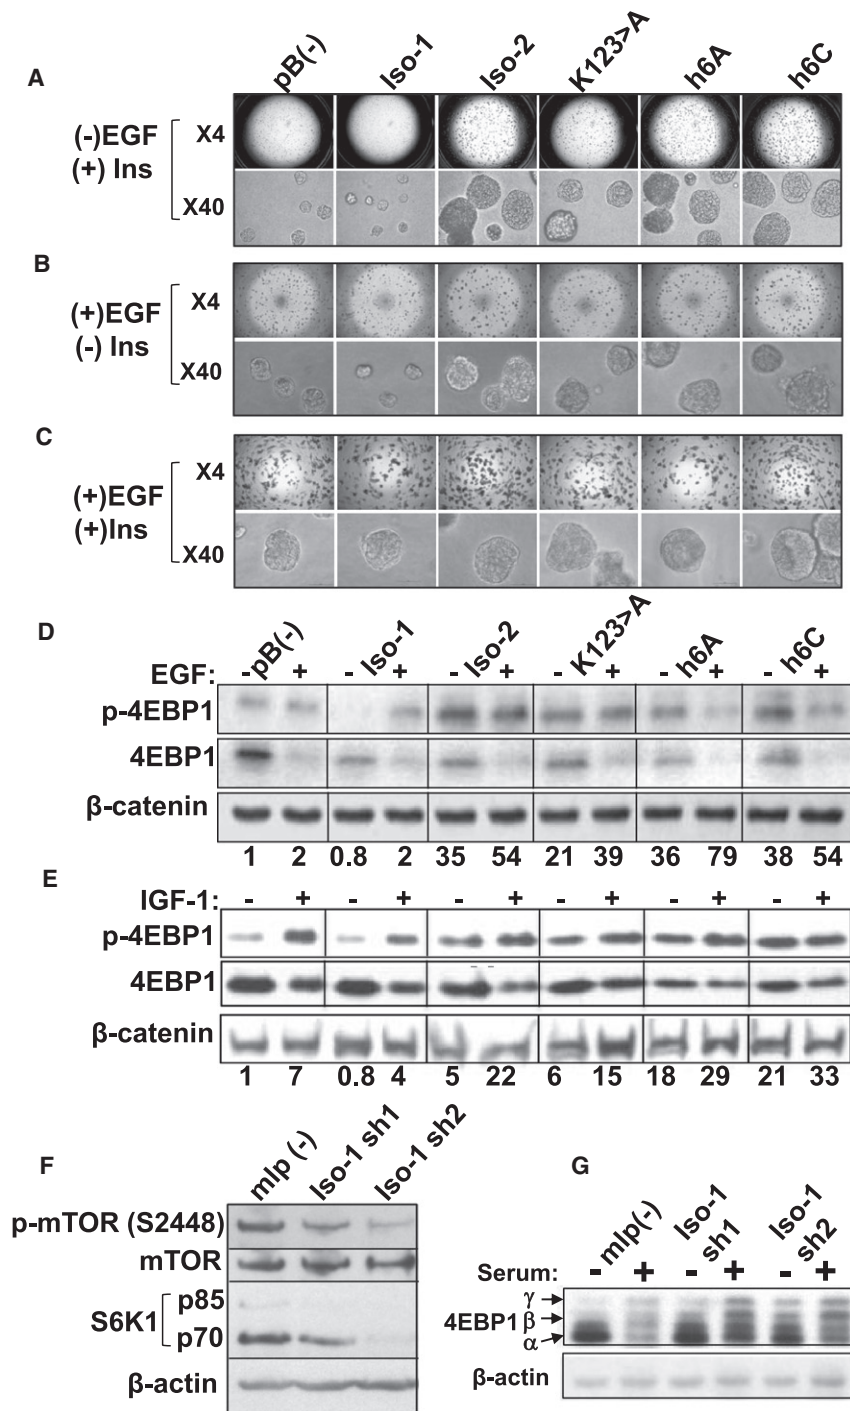 pB(-) Iso-1 Iso-2 K123>A h6A h6C
A
(-)EGF
(+) Ins
X4
X40
B
(+)EGF
(-) Ins
X4
X40
C
(+)EGF
(+)Ins
X4
X40
D
pB(-) Iso-1 Iso-2 K123>A h6A h6C
EGF: - + - + - + - + - + - +
p-4EBP1
4EBP1
β-catenin
1 2 0.8 2 35 54 21 39 36 79 38 54
E
IGF-1: - + - + - + - + - + - +
p-4EBP1
4EBP1
β-catenin
1 7 0.8 4 5 22 6 15 18 29 21 33
F
mlp (-) Iso-1 sh1 Iso-1 sh2
p-mTOR (S2448)
mTOR
S6K1
p85
p70
β-actin
G
mlp(-) Iso-1 sh1 Iso-1 sh2
Serum: - + - + - +
4EBP1
γ
β
α
β-actin